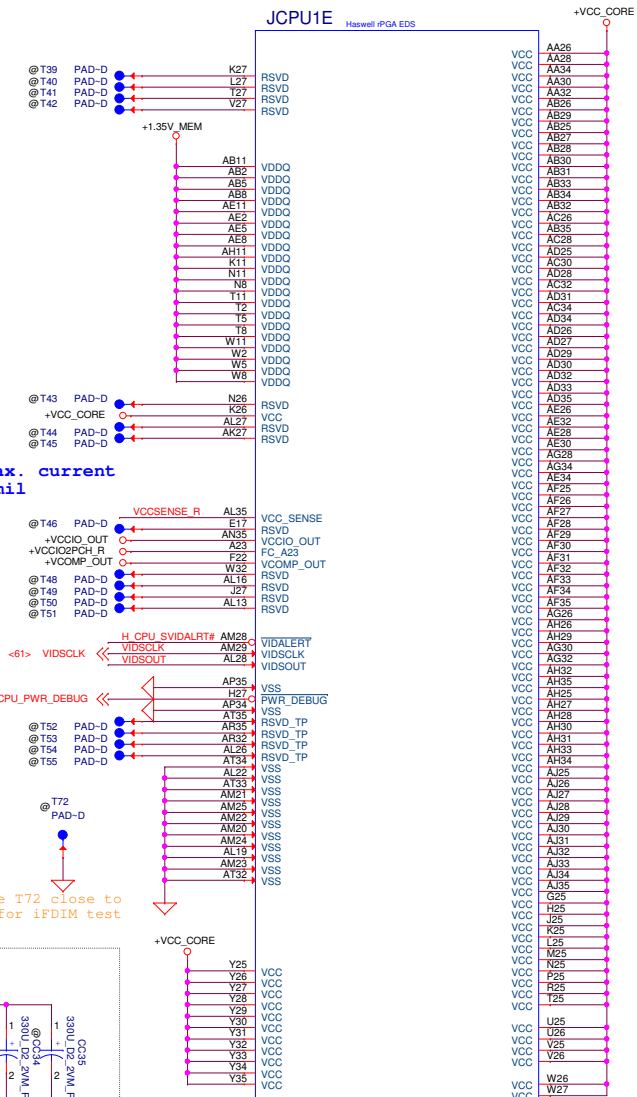 JCPU1E
Haswell rPGA EDS
+VCC_CORE
@T39 PAD~D K27 RSVD
@T40 PAD~D L27 RSVD
@T41 PAD~D T27 RSVD
@T42 PAD~D V27 RSVD
+1.35V_MEM
AB11 VDDQ
AB2 VDDQ
AB5 VDDQ
AB8 VDDQ
AE11 VDDQ
AE2 VDDQ
AE5 VDDQ
AE8 VDDQ
AH11 VDDQ
K11 VDDQ
N11 VDDQ
N8 VDDQ
T11 VDDQ
T2 VDDQ
T5 VDDQ
T8 VDDQ
W11 VDDQ
W2 VDDQ
W5 VDDQ
W8 VDDQ
@T43 PAD~D N26 RSVD
+VCC_CORE K26 VCC
@T44 PAD~D AL27 RSVD
@T45 PAD~D AK27 RSVD
x. current
mil
VCCSENSE_R AL35 VCC_SENSE
@T46 PAD~D E17 RSVD
+VCCIO_OUT AN35 VCCIO_OUT
+VCCIO2PCH_R A23 FC_A23
+VCOMP_OUT F22 VCOMP_OUT
@T48 PAD~D W32 RSVD
@T49 PAD~D AL16 RSVD
@T50 PAD~D J27 RSVD
@T51 PAD~D AL13 RSVD
H_CPU_SVIDALRT# AM28 VIDALERT
<61> VIDSCLK VIDSCLK AM29 VIDSCLK
VIDSOUT AL28 VIDSOUT
AP35 VSS
CPU_PWR_DEBUG H27 PWR_DEBUG
AP34 VSS
@T52 PAD~D AT35 RSVD_TP
@T53 PAD~D AR35 RSVD_TP
@T54 PAD~D AR32 RSVD_TP
@T55 PAD~D AL26 RSVD_TP
AT34 VSS
AL22 VSS
AT33 VSS
AM21 VSS
AM25 VSS
AM22 VSS
AM20 VSS
AM24 VSS
AL19 VSS
AM23 VSS
AT32 VSS
@T72
PAD~D
e T72 close to
for iFDIM test
+VCC_CORE
Y25 VCC
Y26 VCC
Y27 VCC
Y28 VCC
Y29 VCC
Y30 VCC
Y31 VCC
Y32 VCC
Y33 VCC
Y34 VCC
Y35 VCC
1
+
2
330U_D2_2VM_R
@CC34
1
+
2
330U_D2_2VM_R
CC35
VCC AA26
VCC AA28
VCC AA34
VCC AA30
VCC AA32
VCC AB26
VCC AB29
VCC AB25
VCC AB27
VCC AB28
VCC AB30
VCC AB31
VCC AB33
VCC AB34
VCC AB32
VCC AC26
VCC AB35
VCC AC28
VCC AD25
VCC AC30
VCC AD28
VCC AC32
VCC AD31
VCC AC34
VCC AD34
VCC AD26
VCC AD27
VCC AD29
VCC AD30
VCC AD32
VCC AD33
VCC AD35
VCC AE26
VCC AE32
VCC AE28
VCC AE30
VCC AG28
VCC AG34
VCC AE34
VCC AF25
VCC AF26
VCC AF27
VCC AF28
VCC AF29
VCC AF30
VCC AF31
VCC AF32
VCC AF33
VCC AF34
VCC AF35
VCC AG26
VCC AH26
VCC AH29
VCC AG30
VCC AG32
VCC AH32
VCC AH35
VCC AH25
VCC AH27
VCC AH28
VCC AH30
VCC AH31
VCC AH33
VCC AH34
VCC AJ25
VCC AJ26
VCC AJ27
VCC AJ28
VCC AJ29
VCC AJ30
VCC AJ31
VCC AJ32
VCC AJ33
VCC AJ34
VCC AJ35
VCC G25
VCC H25
VCC J25
VCC K25
VCC L25
VCC M25
VCC N25
VCC P25
VCC R25
VCC T25
VCC U25
VCC U26
VCC V25
VCC V26
VCC W26
VCC W27